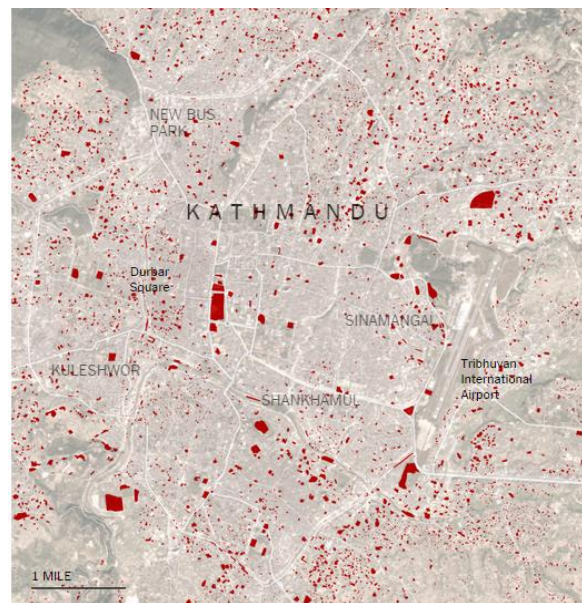 NEW BUS
PARK
KATHMANDU
Durbar
Square
SINAMANGAL
Tribhuvan
International
Airport
KULESHWOR
SHANKHAMUL
1 MILE